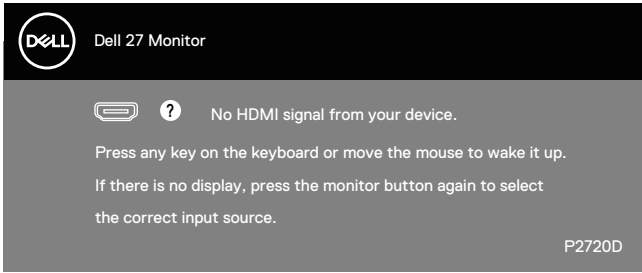 DELL Dell 27 Monitor
? No HDMI signal from your device.
Press any key on the keyboard or move the mouse to wake it up.
If there is no display, press the monitor button again to select
the correct input source.
P2720D